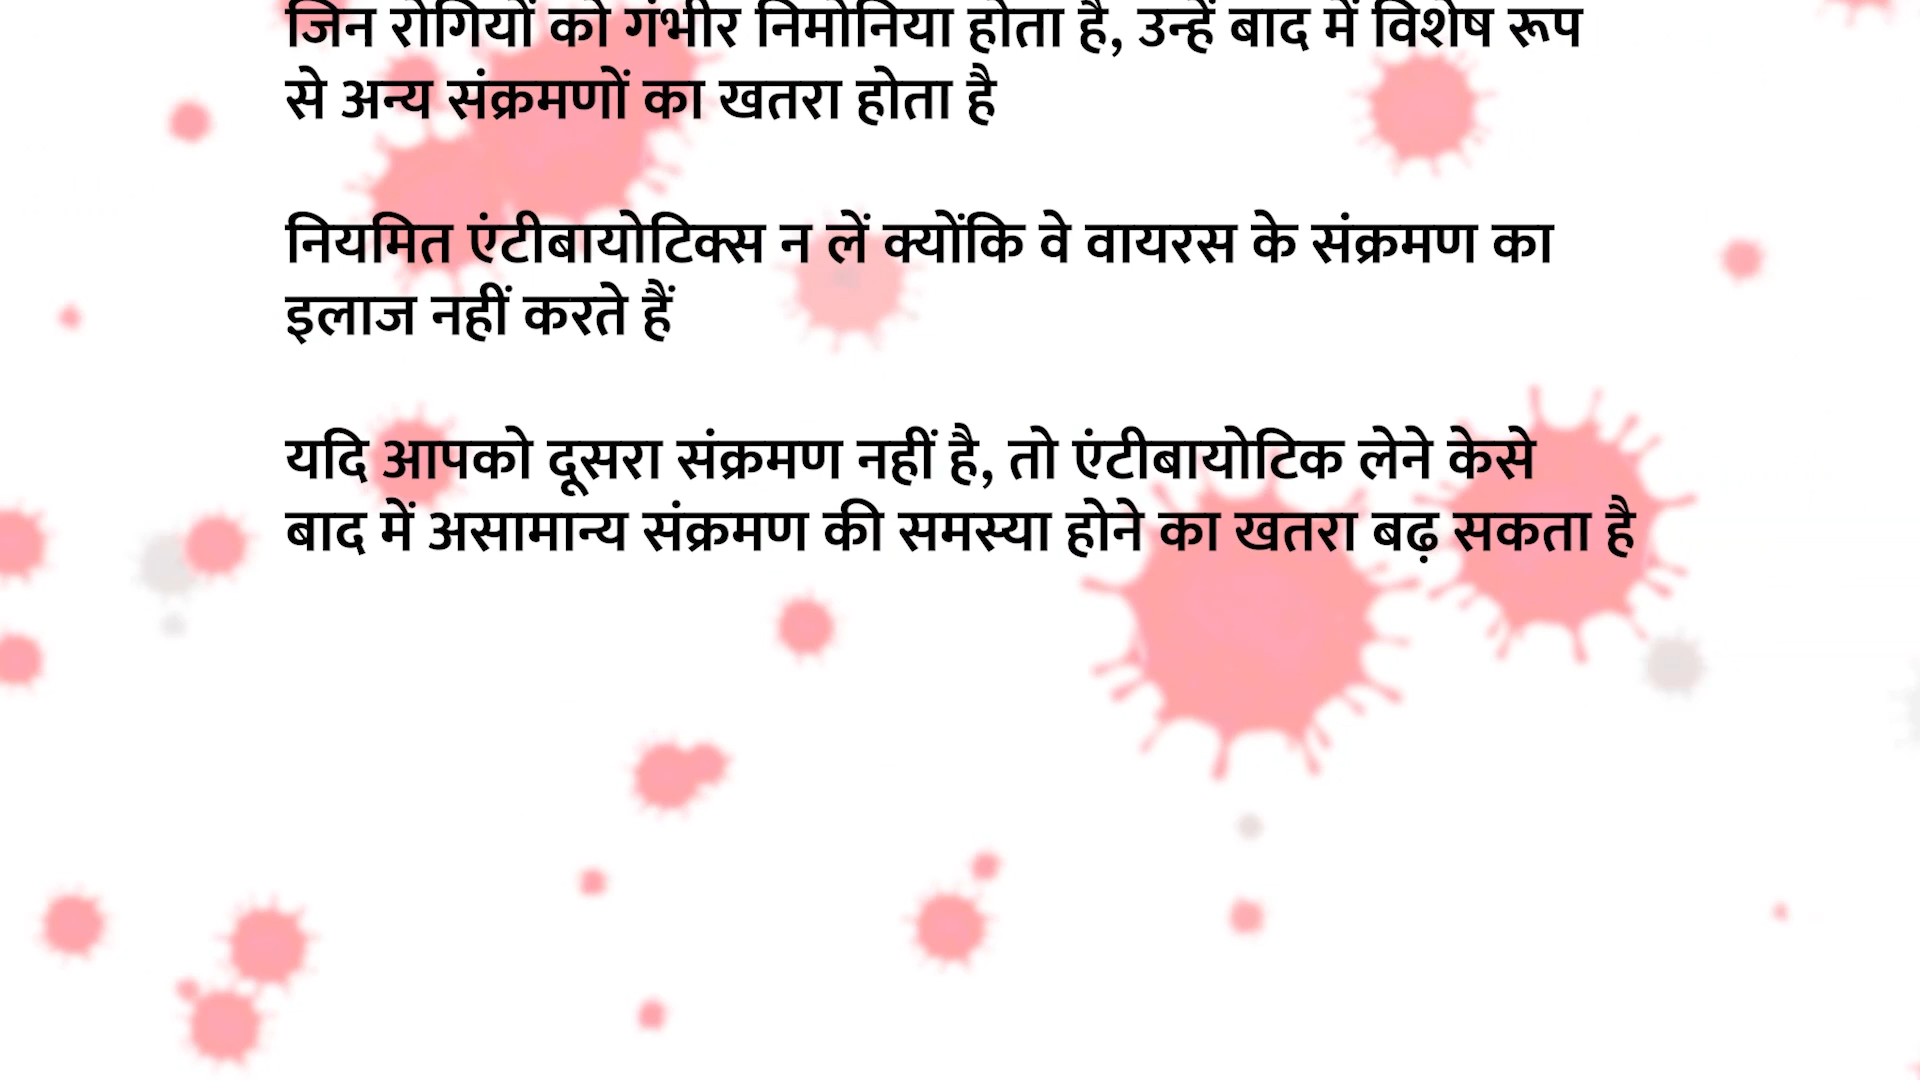 जिन रोगियों को गंभीर निमोनिया होता है, उन्हें बाद में विशेष रूप
से अन्य संक्रमणों का खतरा होता है
नियमित एंटीबायोटिक्स न लें क्योंकि वे वायरस के संक्रमण का
इलाज नहीं करते हैं
यदि आपको दूसरा संक्रमण नहीं है, तो एंटीबायोटिक लेने केसे
बाद में असामान्य संक्रमण की समस्या होने का खतरा बढ़ सकता है